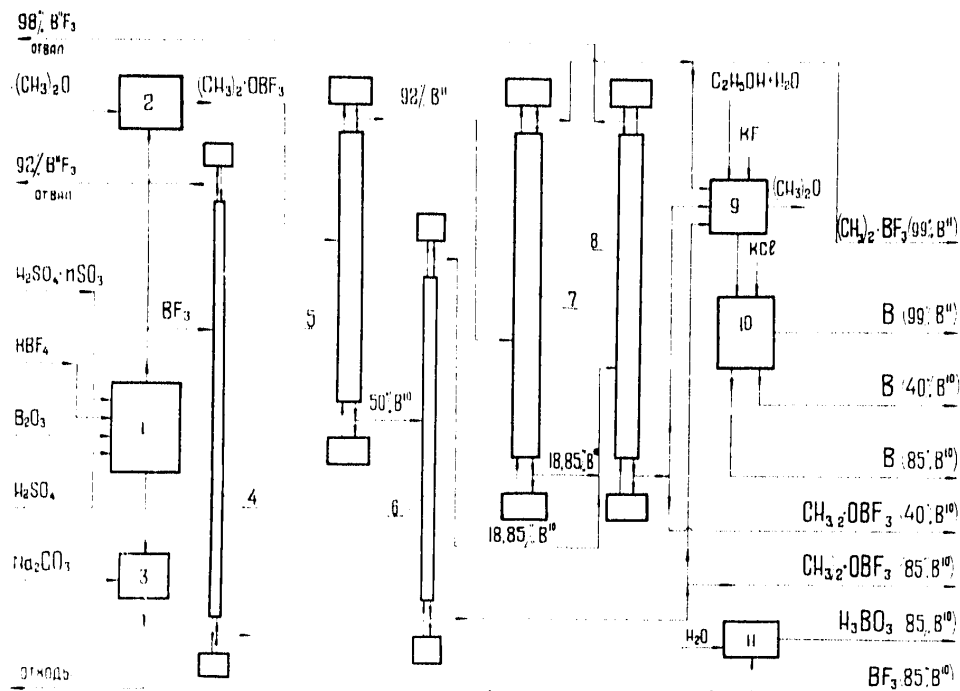 98% B¹¹F₃
ОТВАЛ
(CH₃)₂O
2
(CH₃)₂·OBF₃
92% B¹¹F₃
ОТВАЛ
H₂SO₄·nSO₃
BF₃
KBF₄
B₂O₃
1
H₂SO₄
4
Na₂CO₃
3
ОТХОДЫ
92% B¹¹
5
50% B¹⁰
6
7
8
18,85% B¹⁰
18,85% B¹⁰
C₂H₅OH+H₂O
KF
9
(CH₃)₂O
(CH₃)₂·BF₃(99% B¹¹)
KCl
10
B (99% B¹¹)
B (40% B¹⁰)
B (85% B¹⁰)
CH₃,₂·OBF₃ (40% B¹⁰)
CH₃,₂·OBF₃ (85% B¹⁰)
H₂O
11
H₃BO₃ 85% B¹⁰)
BF₃(85% B¹⁰)